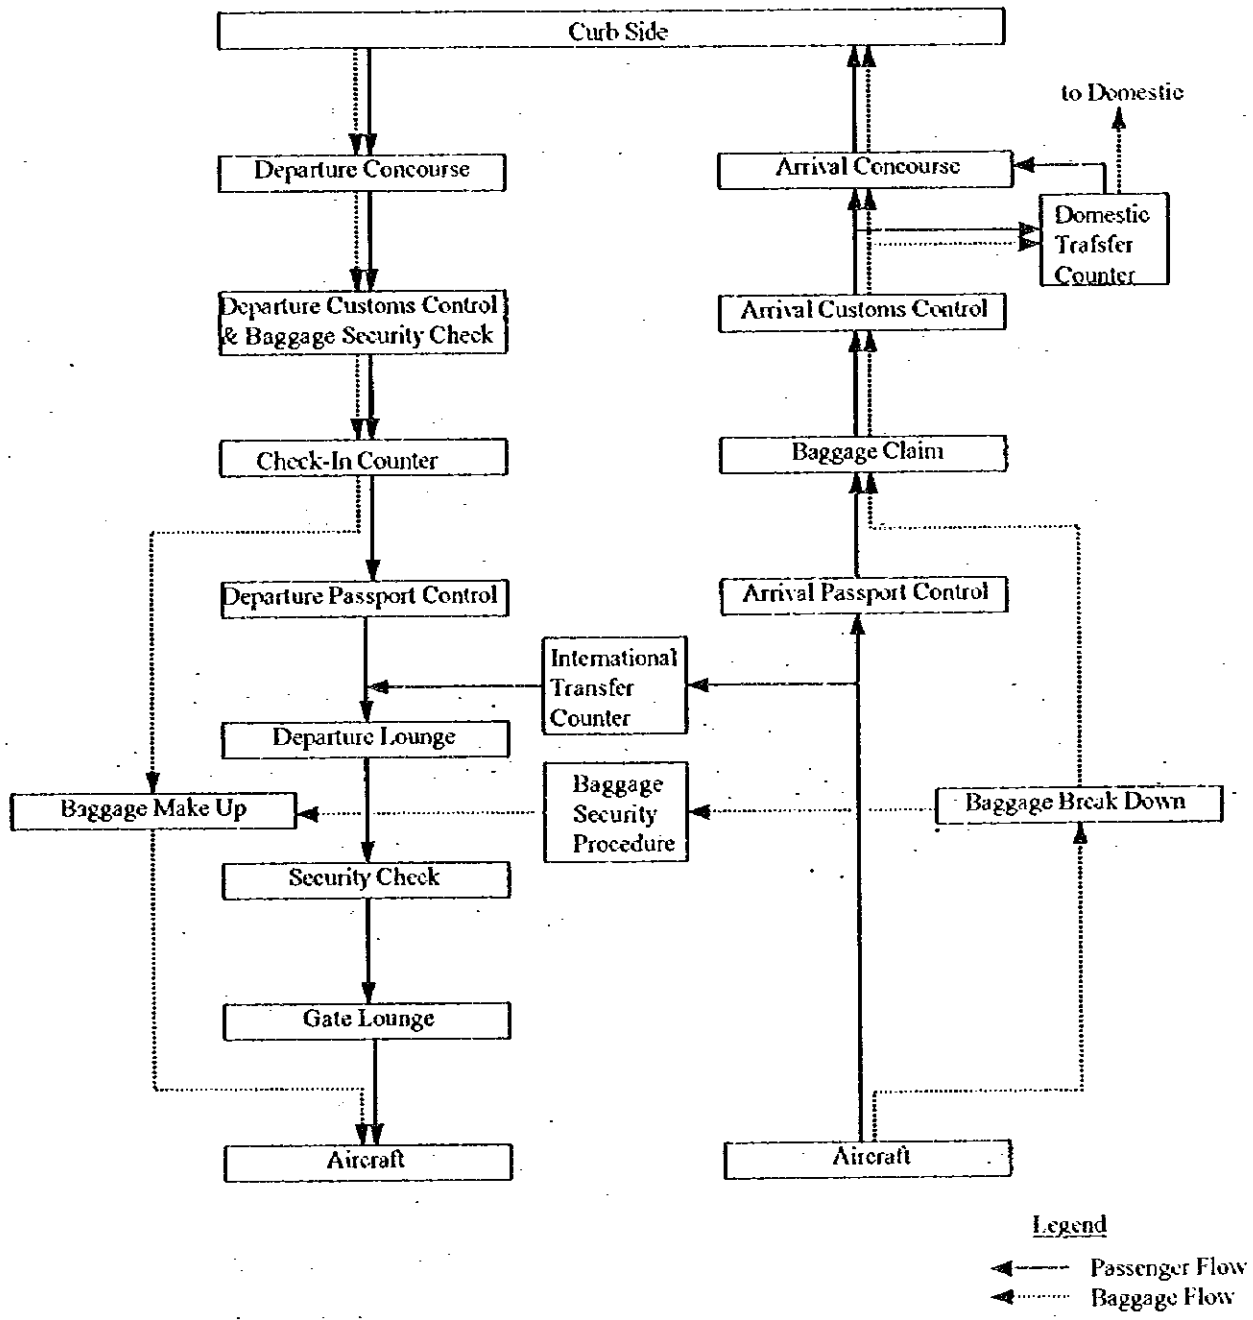 Curb Side
to Domestic
Departure Concourse
Arrival Concourse
Domestic
Trafsfer
Counter
Departure Customs Control
& Baggage Security Check
Arrival Customs Control
Check-In Counter
Baggage Claim
Departure Passport Control
Arrival Passport Control
International
Transfer
Counter
Departure Lounge
Baggage Make Up
Baggage
Security
Procedure
Baggage Break Down
Security Check
Gate Lounge
Aircraft
Aircraft
Legend
Passenger Flow
Baggage Flow